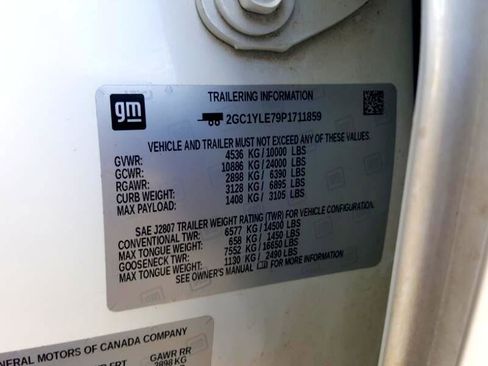 TRAILERING INFORMATION
gm
2GC1YLE79P1711859
VEHICLE AND TRAILER MUST NOT EXCEED ANY OF THESE VALUES.
GVWR: 4536 KG/10000 LBS
GCWR: 10886 KG/24000 LBS
RGAWR: 2898 KG/ 6390 LBS
CURB WEIGHT: 3128 KG/ 6895 LBS
MAX PAYLOAD: 1408 KG/ 3105 LBS
SAE J2807 TRAILER WEIGHT RATING (TWR) FOR VEHICLE CONFIGURATION.
CONVENTIONAL TWR: 6577 KG/14500 LBS
MAX TONGUE WEIGHT: 658 KG/ 1450 LBS
GOOSENECK TWR: 7552 KG/16650 LBS
MAX TONGUE WEIGHT: 1130 KG/ 2490 LBS
SEE OWNER'S MANUAL FOR MORE INFORMATION
ENERAL MOTORS OF CANADA COMPANY
FRT GAWR RR
2898 KG